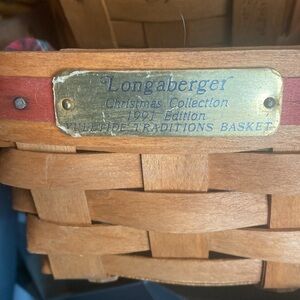 Longaberger
Christmas Collection
1991 Edition
YULETIDE TRADITIONS BASKET